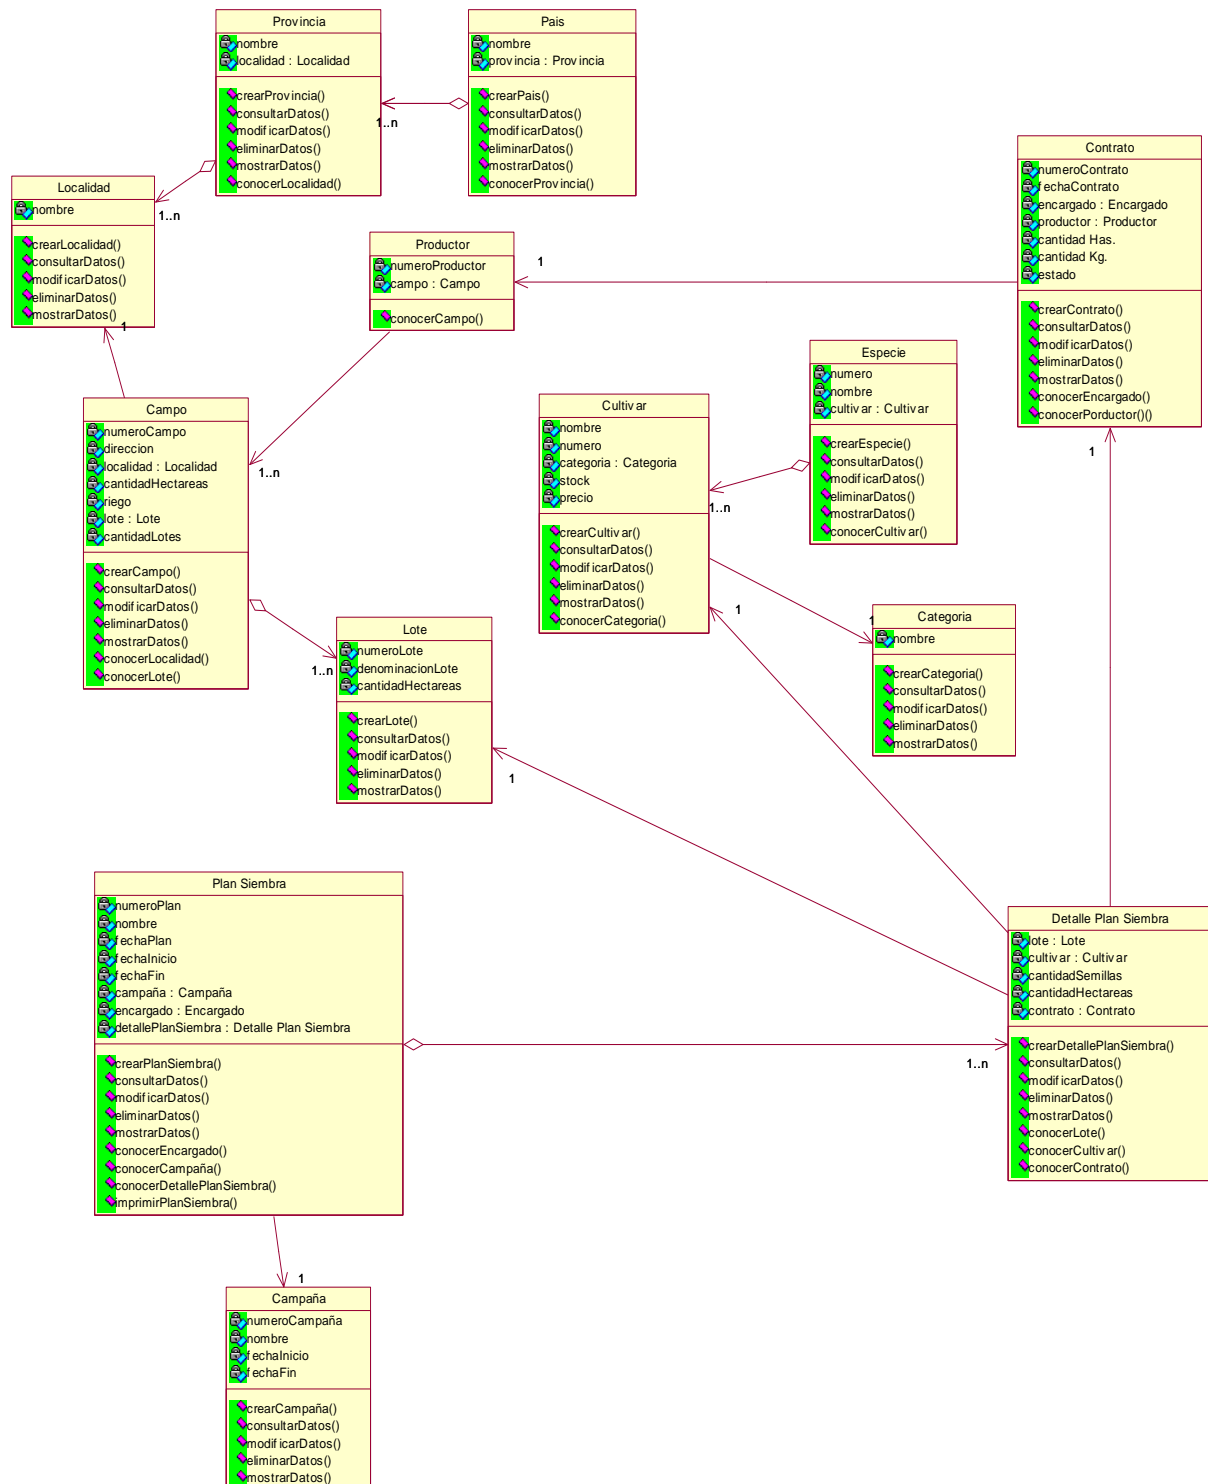 Provincia
nombre
localidad : Localidad
crearProvincia()
consultarDatos()
modificarDatos()
eliminarDatos()
mostrarDatos()
conocerLocalidad()
Pais
nombre
provincia : Provincia
crearPais()
consultarDatos()
modificarDatos()
eliminarDatos()
mostrarDatos()
conocerProvincia()
1..n
1..n
Localidad
nombre
crearLocalidad()
consultarDatos()
modificarDatos()
eliminarDatos()
mostrarDatos()
1
Productor
numeroProductor
campo : Campo
conocerCampo()
1
Contrato
numeroContrato
fechaContrato
encargado : Encargado
productor : Productor
cantidad Has.
cantidad Kg.
estado
crearContrato()
consultarDatos()
modificarDatos()
eliminarDatos()
mostrarDatos()
conocerEncargado()
conocerPorductor()()
1
Especie
numero
nombre
cultivar : Cultivar
crearEspecie()
consultarDatos()
modificarDatos()
eliminarDatos()
mostrarDatos()
conocerCultivar()
Cultivar
nombre
numero
categoria : Categoria
stock
precio
crearCultivar()
consultarDatos()
modificarDatos()
eliminarDatos()
mostrarDatos()
conocerCategoria()
1..n
1
Campo
numeroCampo
direccion
localidad : Localidad
cantidadHectareas
riego
lote : Lote
cantidadLotes
crearCampo()
consultarDatos()
modificarDatos()
eliminarDatos()
mostrarDatos()
conocerLocalidad()
conocerLote()
1..n
1..n
Lote
numeroLote
denominacionLote
cantidadHectareas
crearLote()
consultarDatos()
modificarDatos()
eliminarDatos()
mostrarDatos()
1
1
Categoria
nombre
crearCategoria()
consultarDatos()
modificarDatos()
eliminarDatos()
mostrarDatos()
Plan Siembra
numeroPlan
nombre
fechaPlan
fechaInicio
fechaFin
campaña : Campaña
encargado : Encargado
detallePlanSiembra : Detalle Plan Siembra
crearPlanSiembra()
consultarDatos()
modificarDatos()
eliminarDatos()
mostrarDatos()
conocerEncargado()
conocerCampaña()
conocerDetallePlanSiembra()
imprimirPlanSiembra()
1..n
Detalle Plan Siembra
lote : Lote
cultivar : Cultivar
cantidadSemillas
cantidadHectareas
contrato : Contrato
crearDetallePlanSiembra()
consultarDatos()
modificarDatos()
eliminarDatos()
mostrarDatos()
conocerLote()
conocerCultivar()
conocerContrato()
1
Campaña
numeroCampaña
nombre
fechaInicio
fechaFin
crearCampaña()
consultarDatos()
modificarDatos()
eliminarDatos()
mostrarDatos()